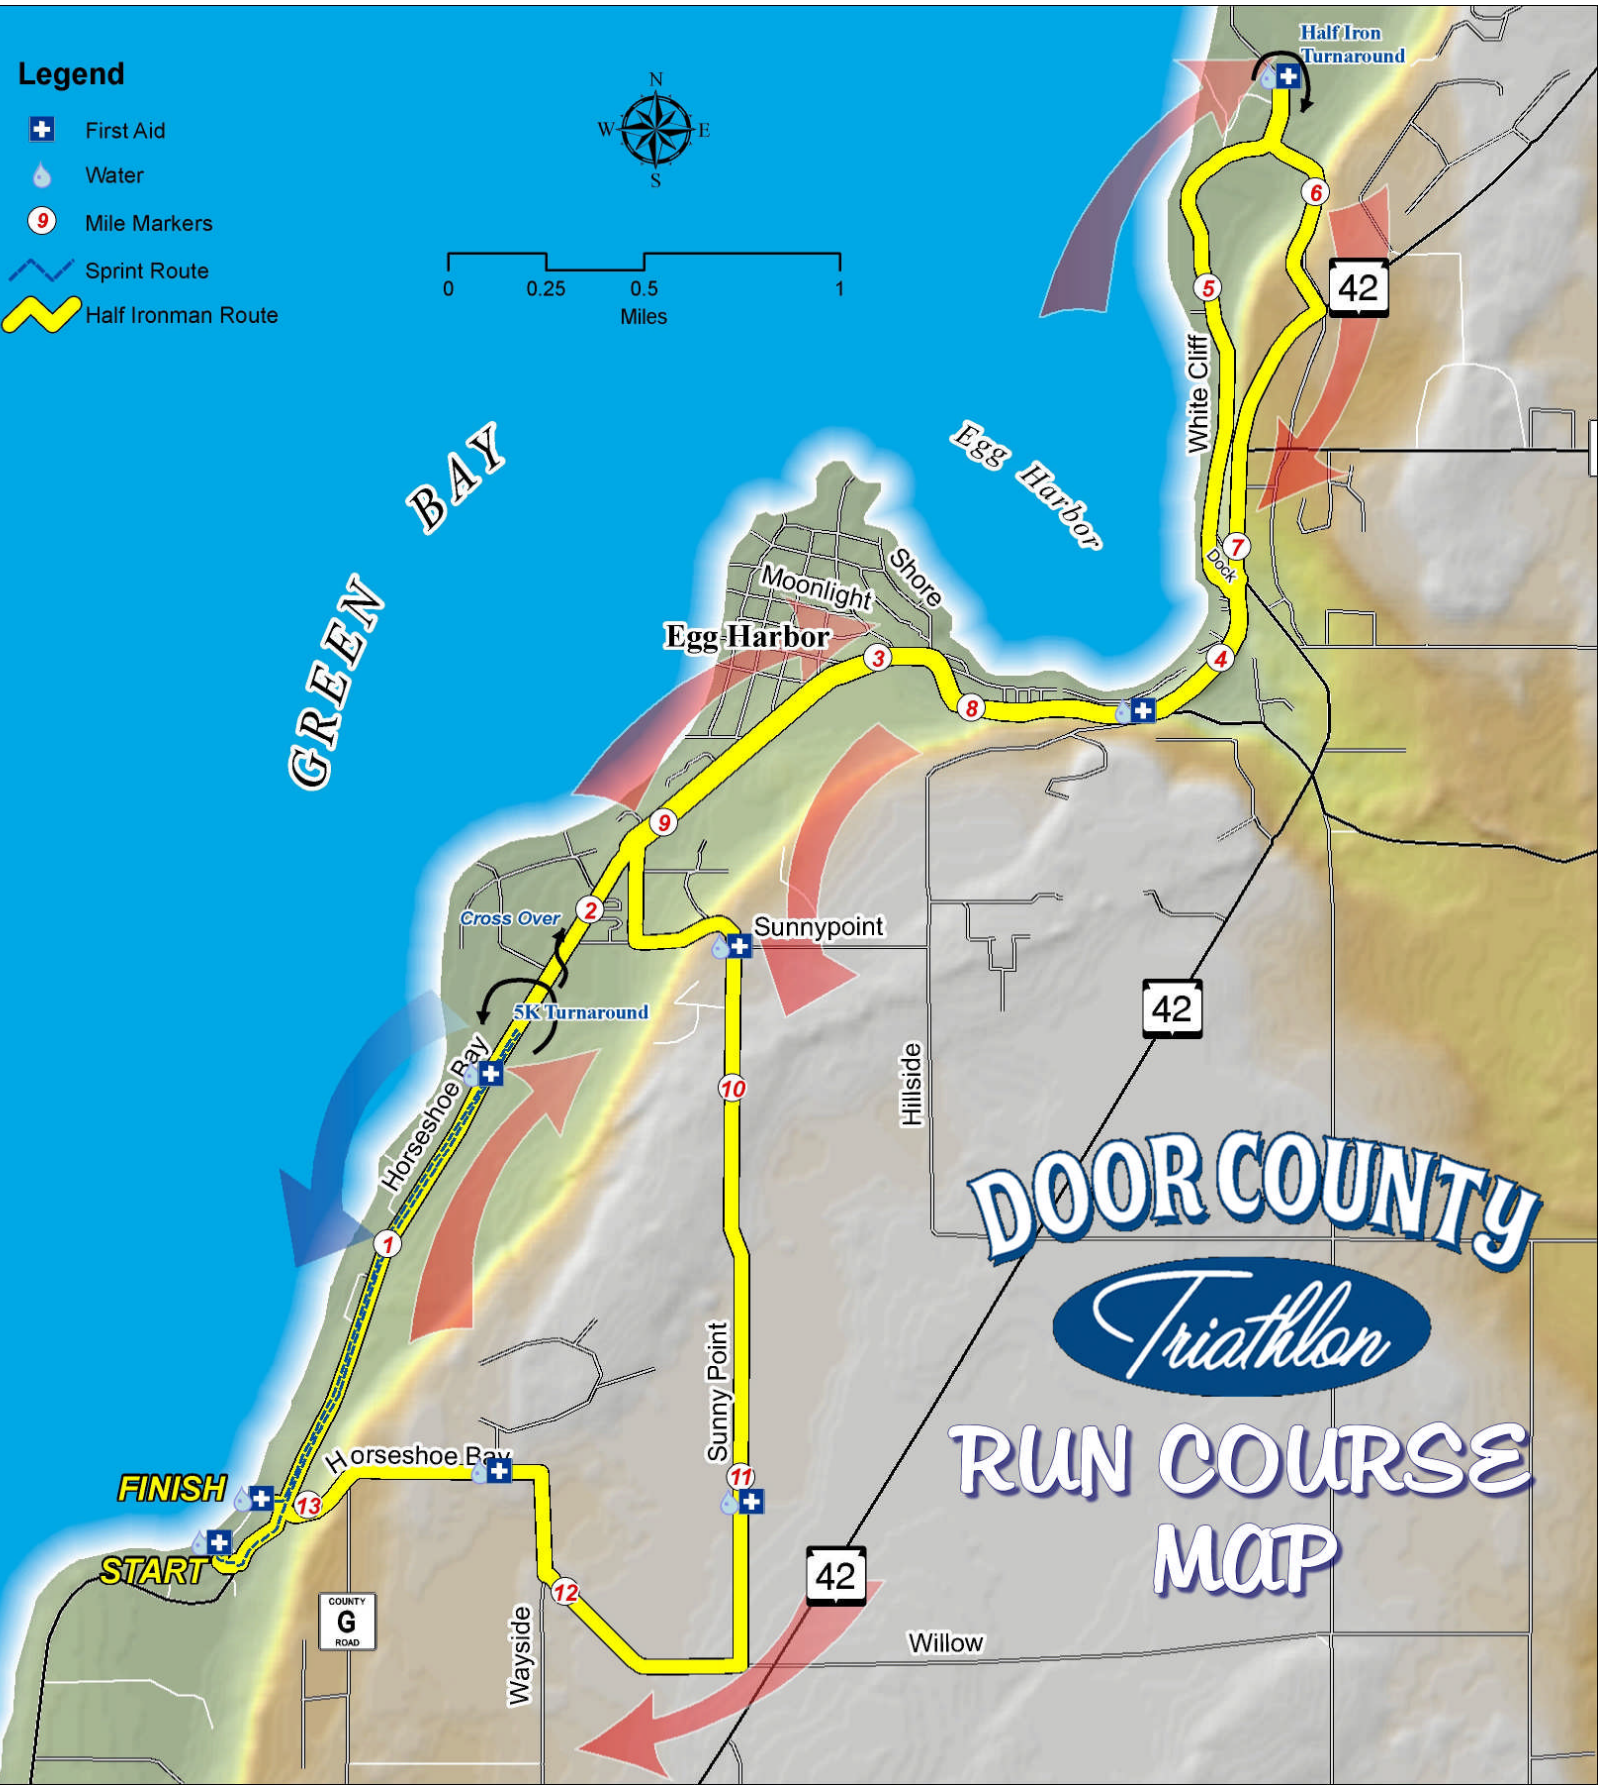 Legend
First Aid
Water
9
Mile Markers
Sprint Route
Half Ironman Route
N
W
E
S
0
0.25
0.5
1
Miles
Half Iron
Turnaround
6
42
5
White Cliff
GREEN BAY
Egg Harbor
7
Dock
Shore
Moonlight
Egg Harbor
3
4
8
9
2
Cross Over
Sunnypoint
5K Turnaround
42
Horseshoe Bay
10
Hillside
1
DOOR COUNTY
Triathlon
RUN COURSE
MAP
Sunny Point
Horseshoe Bay
11
FINISH
13
START
42
12
COUNTY
G
ROAD
Wayside
Willow